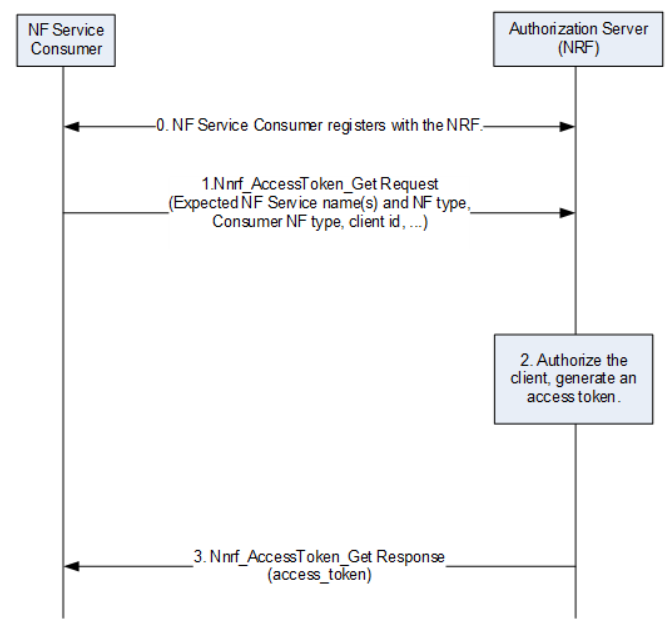 NF Service
Consumer
Authorization Server
(NRF)
0. NF Service Consumer registers with the NRF.
1.Nnrf_AccessToken_Get Request
(Expected NF Service name(s) and NF type,
Consumer NF type, client id, ...)
2. Authorize the
client, generate an
access token.
3. Nnrf_AccessToken_Get Response
(access_token)